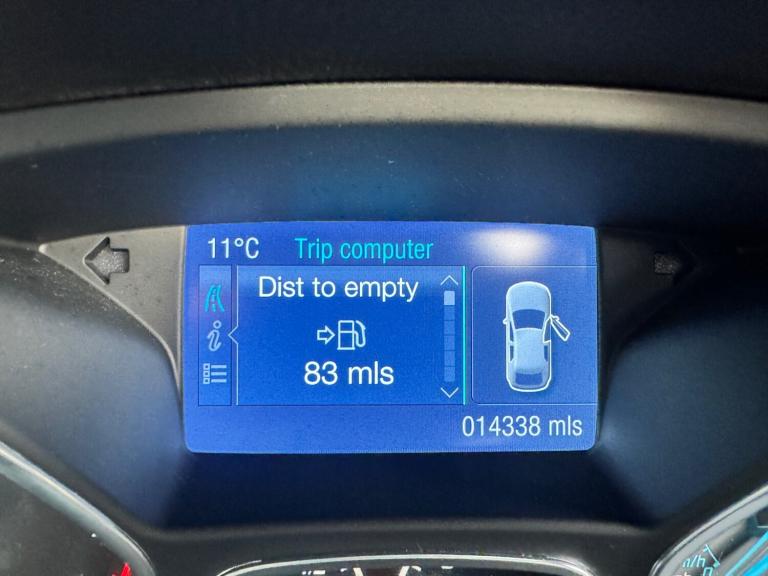 11°C Trip computer
Dist to empty
83 mls
014338 mls